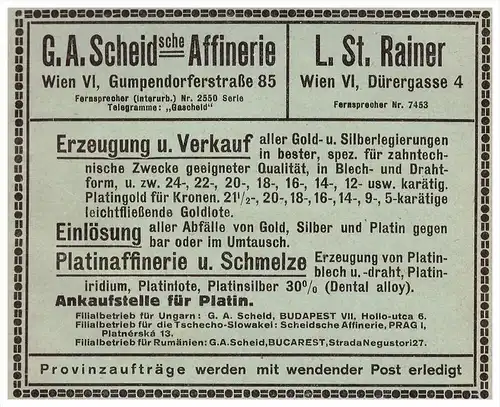 G. A. Scheidsche Affinerie
Wien VI, Gumpendorferstraße 85
Fernsprecher (interurb.) Nr. 2550 Serie
Telegramme: „Gascheid“
L. St. Rainer
Wien VI, Dürergasse 4
Fernsprecher Nr. 7453
Erzeugung u. Verkauf aller Gold- u. Silberlegierungen
in bester, spez. für zahntech-
nische Zwecke geeigneter Qualität, in Blech- und Draht-
form, u. zw. 24-, 22-, 20-, 18-, 16-, 14-, 12- usw. karätig.
Platingold für Kronen. 21 1/2-, 20-, 18-, 16-, 14-, 9-, 5-karätige
leichtfließende Goldlote.
Einlösung aller Abfälle von Gold, Silber und Platin gegen
bar oder im Umtausch.
Platinaffinerie u. Schmelze Erzeugung von Platin-
blech u. -draht, Platin-
iridium, Platinlote, Platinsilber 30% (Dental alloy).
Ankaufstelle für Platin.
Filialbetrieb für Ungarn: G. A. Scheid, BUDAPEST VII, Hollo-utca 6.
Filialbetrieb für die Tschecho-Slowakei: Scheidsche Affinerie, PRAG I,
Platnérská 13.
Filialbetrieb für Rumänien: G.A.Scheid, BUCAREST, Strada Negustori 27.
Provinzaufträge werden mit wendender Post erledigt